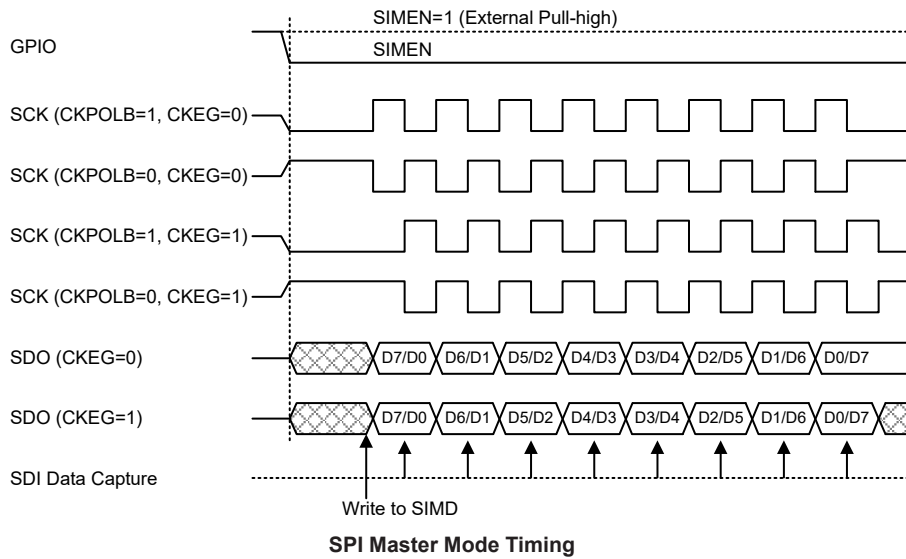 SIMEN=1 (External Pull-high)
GPIO
SIMEN
SCK (CKPOLB=1, CKEG=0)
SCK (CKPOLB=0, CKEG=0)
SCK (CKPOLB=1, CKEG=1)
SCK (CKPOLB=0, CKEG=1)
SDO (CKEG=0) D7/D0 D6/D1 D5/D2 D4/D3 D3/D4 D2/D5 D1/D6 D0/D7
SDO (CKEG=1) D7/D0 D6/D1 D5/D2 D4/D3 D3/D4 D2/D5 D1/D6 D0/D7
SDI Data Capture
Write to SIMD
SPI Master Mode Timing